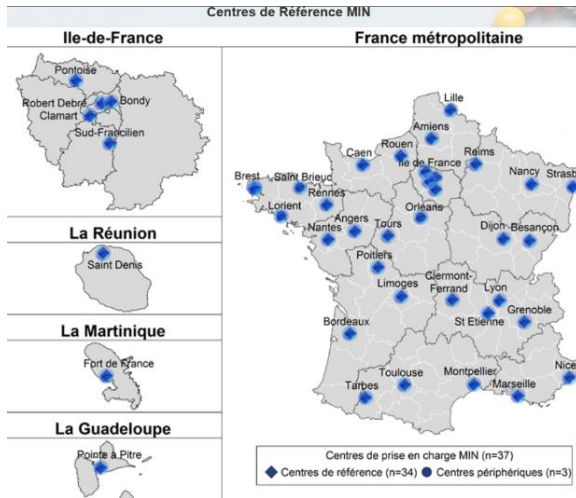 Centres de Référence MIN
Ile-de-France
Pontoise
Robert Debré
Bondy
Clamart
Sud-Francilien
La Réunion
Saint Denis
La Martinique
Fort de France
La Guadeloupe
Pointe à Pitre
France métropolitaine
Lille
Amiens
Rouen
Caen
Ile de France
Reims
Nancy
Strasb
Brest
Saint Brieuc
Rennes
Lorient
Orléans
Angers
Tours
Nantes
Dijon
Besançon
Poitiers
Limoges
Clermont-
Ferrand
Lyon
St Etienne
Grenoble
Bordeaux
Toulouse
Montpellier
Nice
Tarbes
Marseille
Centres de prise en charge MIN (n=37)
Centres de référence (n=34) Centres périphériques (n=3)